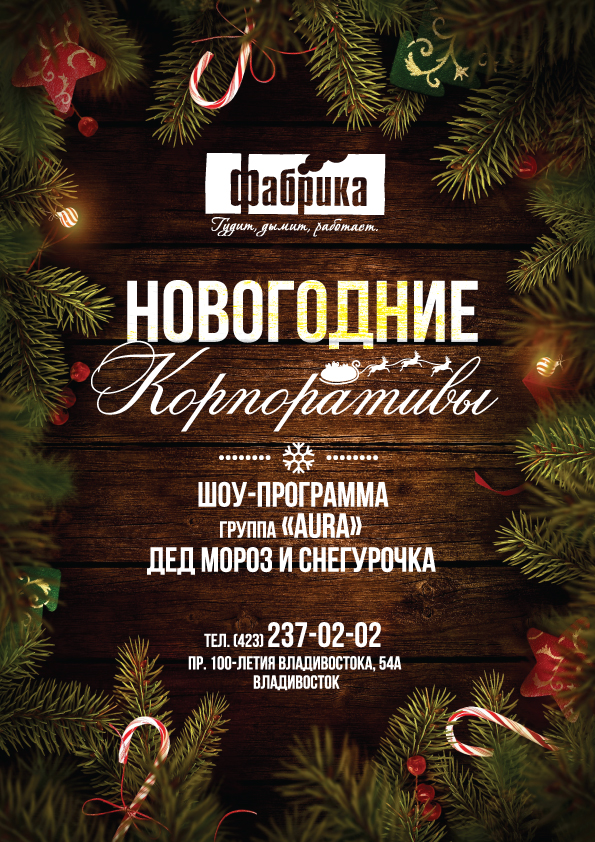 Фабрика
Гудит, дымит, работает.
НОВОГОДНИЕ
Корпоративы
ШОУ-ПРОГРАММА
ГРУППА «AURA»
ДЕД МОРОЗ И СНЕГУРОЧКА
ТЕЛ. (423) 237-02-02
ПР. 100-ЛЕТИЯ ВЛАДИВОСТОКА, 54А
ВЛАДИВОСТОК